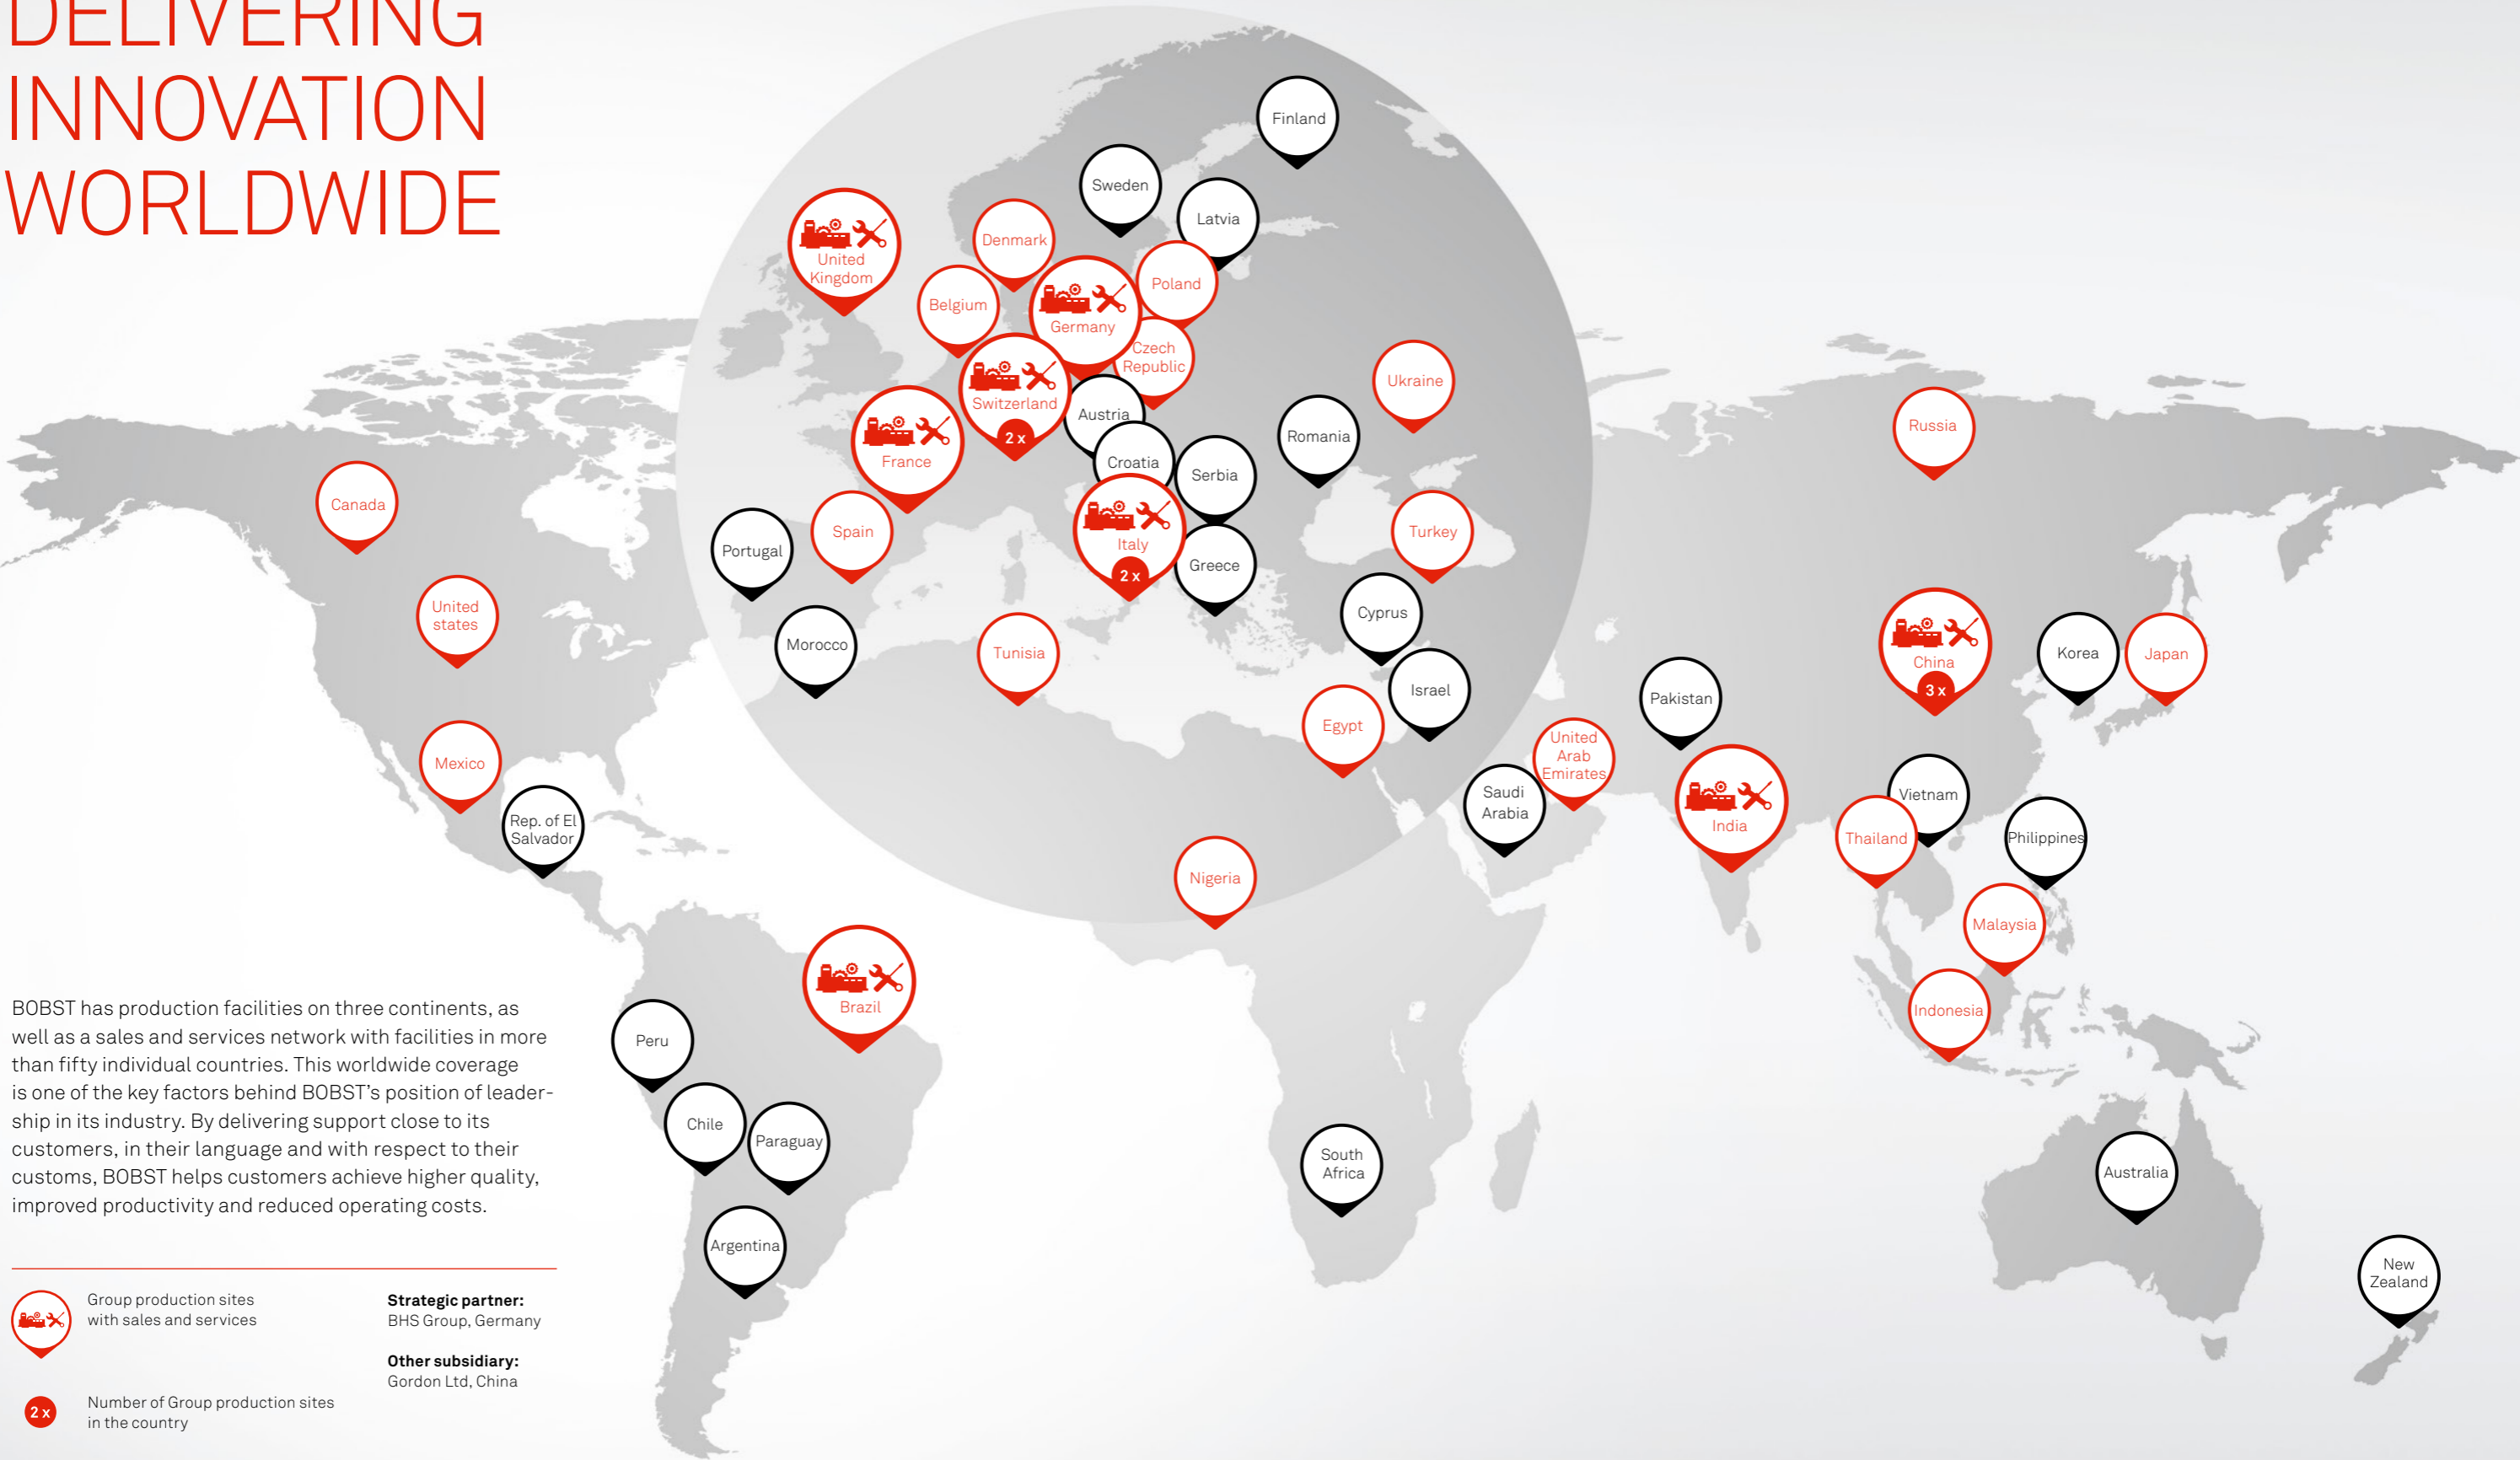 DELIVERING
INNOVATION
WORLDWIDE
Finland
Sweden
Latvia
United
Kingdom
Denmark
Poland
Belgium
Germany
Czech
Republic
Switzerland
2 x
Austria
Ukraine
France
Romania
Croatia
Serbia
Russia
Canada
Spain
Portugal
Italy
2 x
Turkey
Greece
United
states
Cyprus
Morocco
Tunisia
Israel
China
3 x
Korea
Japan
Pakistan
Egypt
United
Arab
Emirates
Mexico
Rep. of El
Salvador
Saudi
Arabia
India
Vietnam
Thailand
Philippines
Nigeria
Malaysia
Brazil
Indonesia
Peru
Chile
Paraguay
South
Africa
Australia
Argentina
New
Zealand
BOBST has production facilities on three continents, as
well as a sales and services network with facilities in more
than fifty individual countries. This worldwide coverage
is one of the key factors behind BOBST's position of leader-
ship in its industry. By delivering support close to its
customers, in their language and with respect to their
customs, BOBST helps customers achieve higher quality,
improved productivity and reduced operating costs.
Group production sites
with sales and services
2 x
Number of Group production sites
in the country
Strategic partner:
BHS Group, Germany
Other subsidiary:
Gordon Ltd, China